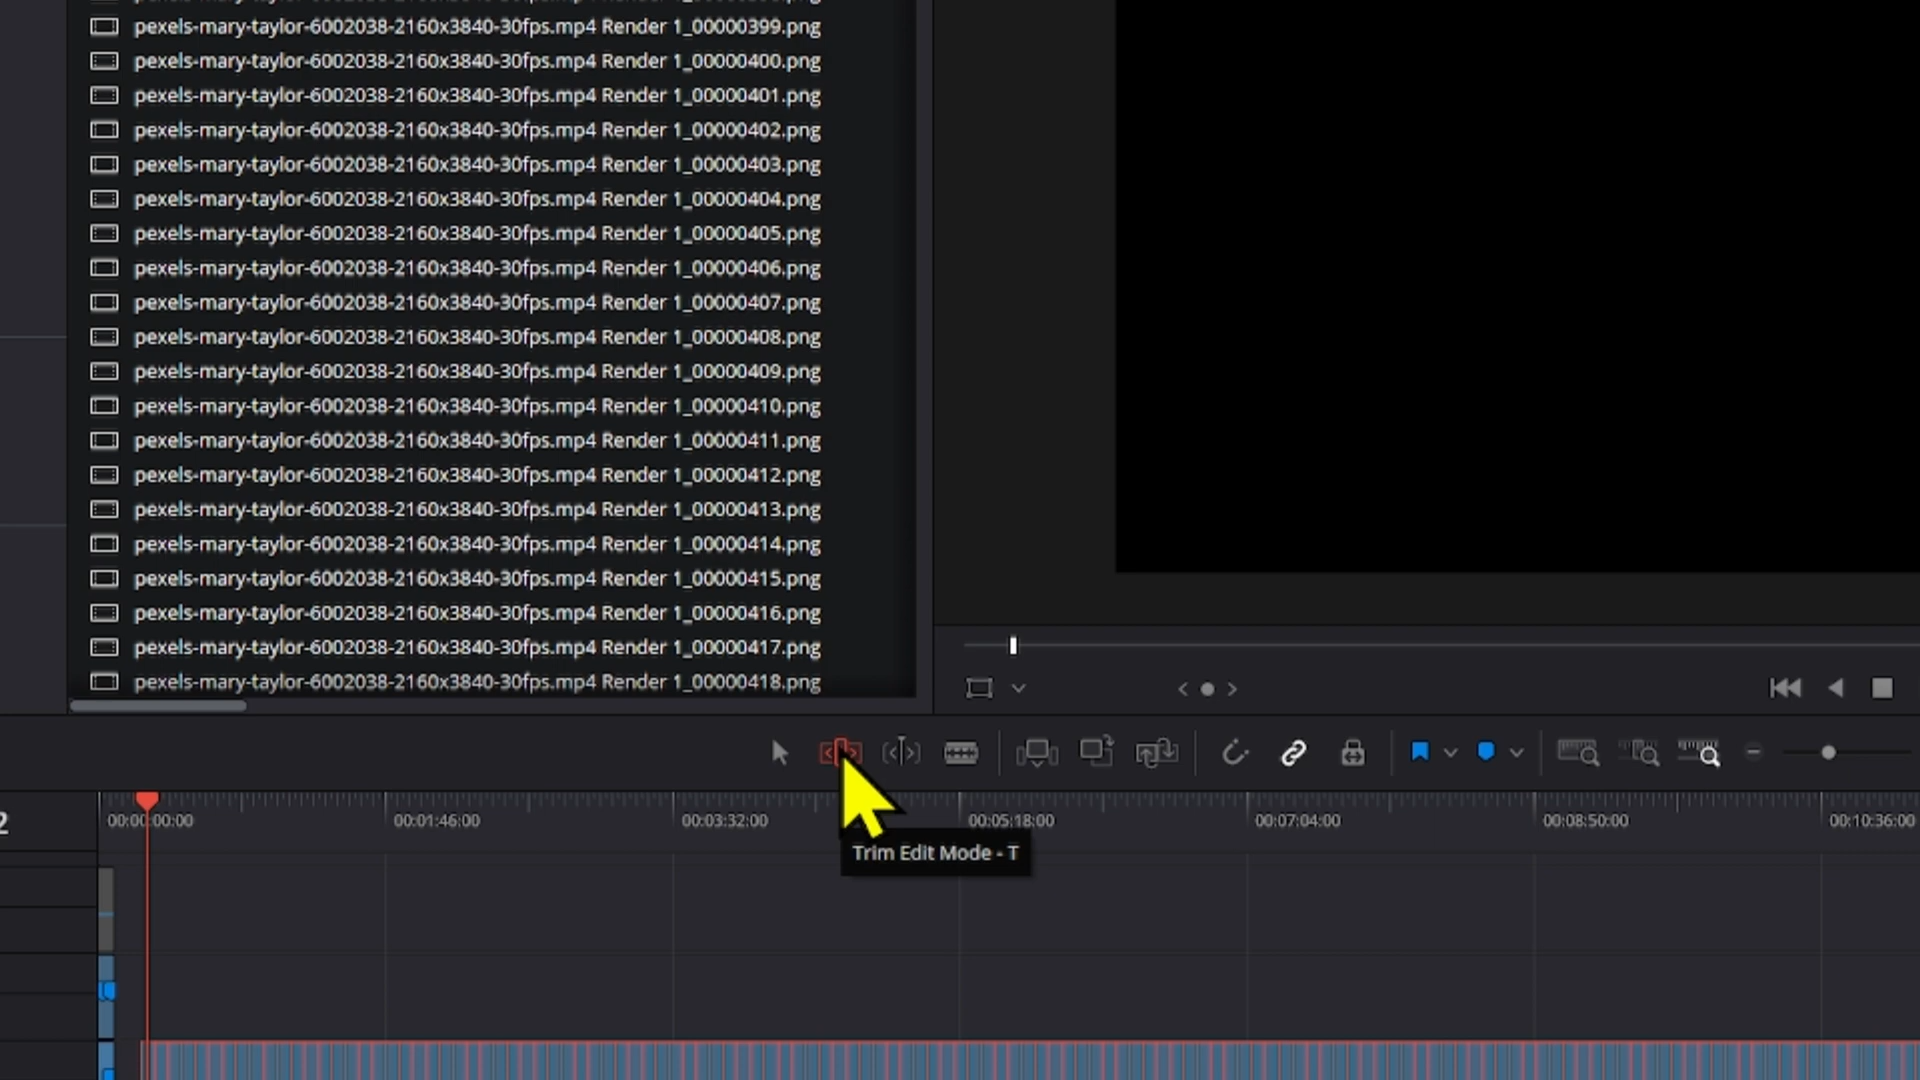 pexels-mary-taylor-6002038-2160x3840-30fps.mp4 Render 1_00000399.png
pexels-mary-taylor-6002038-2160x3840-30fps.mp4 Render 1_00000400.png
pexels-mary-taylor-6002038-2160x3840-30fps.mp4 Render 1_00000401.png
pexels-mary-taylor-6002038-2160x3840-30fps.mp4 Render 1_00000402.png
pexels-mary-taylor-6002038-2160x3840-30fps.mp4 Render 1_00000403.png
pexels-mary-taylor-6002038-2160x3840-30fps.mp4 Render 1_00000404.png
pexels-mary-taylor-6002038-2160x3840-30fps.mp4 Render 1_00000405.png
pexels-mary-taylor-6002038-2160x3840-30fps.mp4 Render 1_00000406.png
pexels-mary-taylor-6002038-2160x3840-30fps.mp4 Render 1_00000407.png
pexels-mary-taylor-6002038-2160x3840-30fps.mp4 Render 1_00000408.png
pexels-mary-taylor-6002038-2160x3840-30fps.mp4 Render 1_00000409.png
pexels-mary-taylor-6002038-2160x3840-30fps.mp4 Render 1_00000410.png
pexels-mary-taylor-6002038-2160x3840-30fps.mp4 Render 1_00000411.png
pexels-mary-taylor-6002038-2160x3840-30fps.mp4 Render 1_00000412.png
pexels-mary-taylor-6002038-2160x3840-30fps.mp4 Render 1_00000413.png
pexels-mary-taylor-6002038-2160x3840-30fps.mp4 Render 1_00000414.png
pexels-mary-taylor-6002038-2160x3840-30fps.mp4 Render 1_00000415.png
pexels-mary-taylor-6002038-2160x3840-30fps.mp4 Render 1_00000416.png
pexels-mary-taylor-6002038-2160x3840-30fps.mp4 Render 1_00000417.png
pexels-mary-taylor-6002038-2160x3840-30fps.mp4 Render 1_00000418.png
2 00:00:00:00 00:01:46:00 00:03:32:00 00:05:18:00 00:07:04:00 00:08:50:00 00:10:36:00
Trim Edit Mode - T